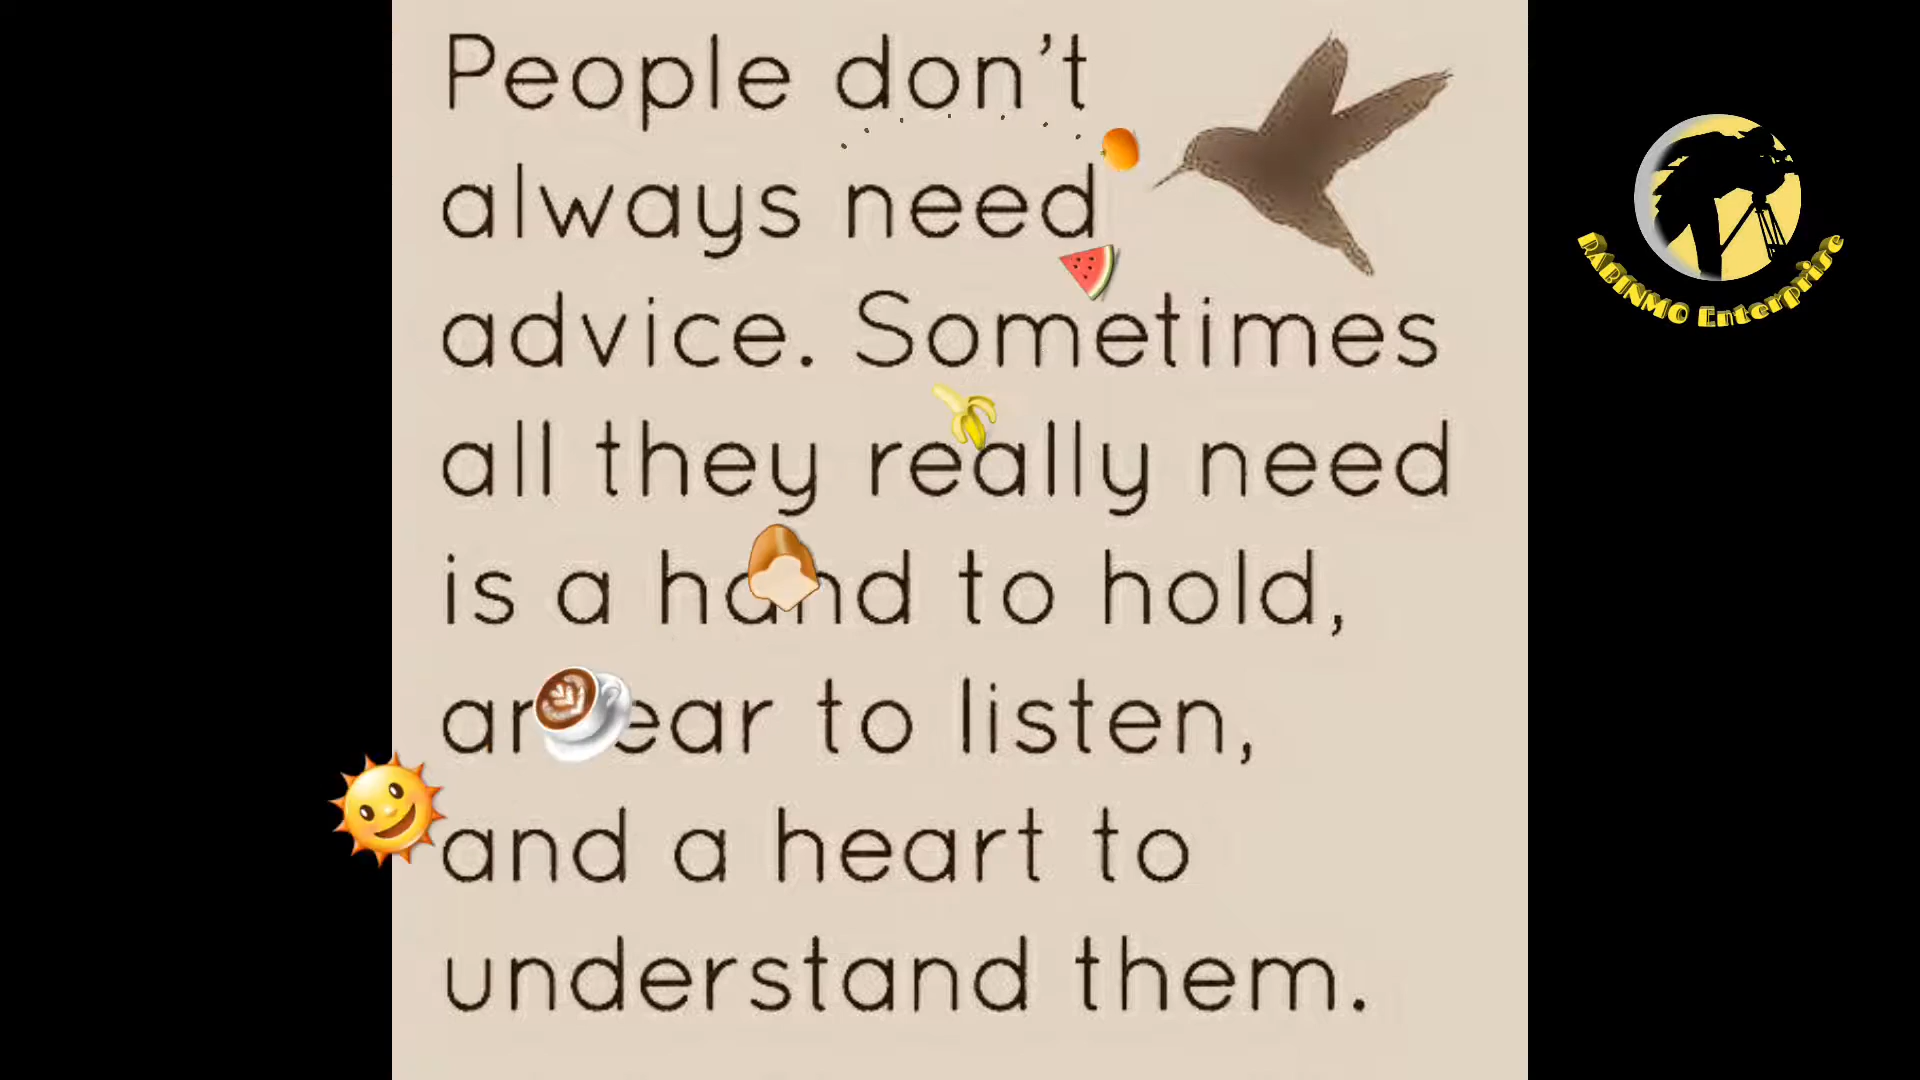 People don't
always need
advice. Sometimes
all they really need
is a hand to hold,
an ear to listen,
and a heart to
understand them.
DABINMO Enterprise